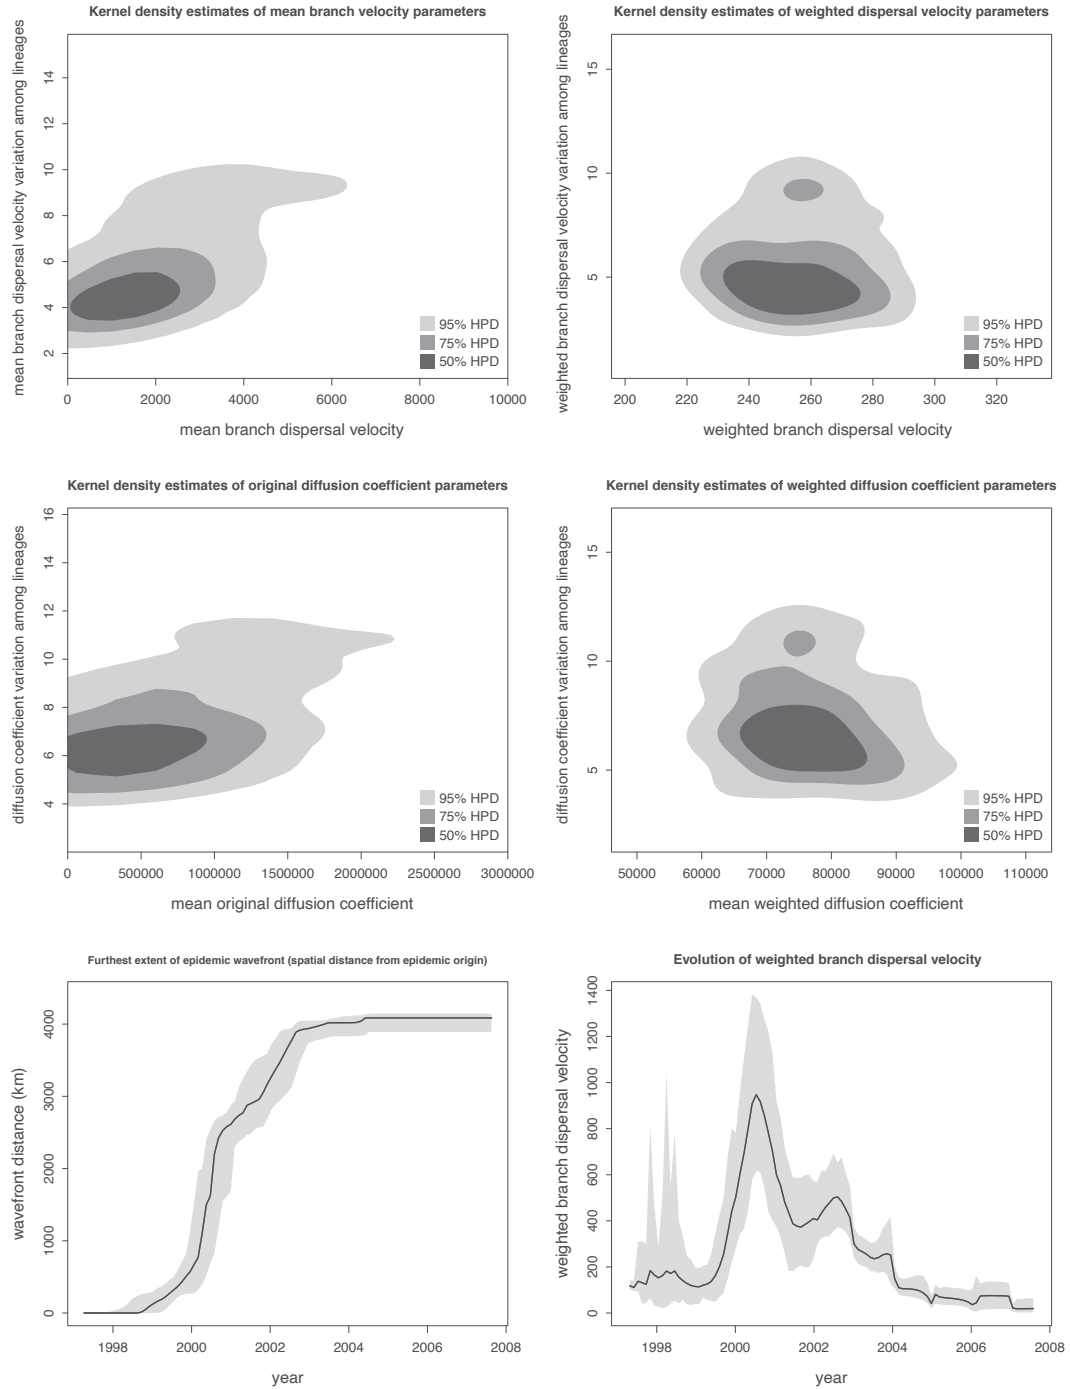 Kernel density estimates of mean branch velocity parameters
mean branch dispersal velocity variation among lineages
14
12
10
8
6
4
2
95% HPD
75% HPD
50% HPD
0 2000 4000 6000 8000 10000
mean branch dispersal velocity
Kernel density estimates of weighted dispersal velocity parameters
weighted branch dispersal velocity variation among lineages
15
10
5
95% HPD
75% HPD
50% HPD
200 220 240 260 280 300 320
weighted branch dispersal velocity
Kernel density estimates of original diffusion coefficient parameters
diffusion coefficient variation among lineages
16
14
12
10
8
6
4
95% HPD
75% HPD
50% HPD
0 500000 1000000 1500000 2000000 2500000 3000000
mean original diffusion coefficient
Kernel density estimates of weighted diffusion coefficient parameters
diffusion coefficient variation among lineages
15
10
5
95% HPD
75% HPD
50% HPD
50000 60000 70000 80000 90000 100000 110000
mean weighted diffusion coefficient
Furthest extent of epidemic wavefront (spatial distance from epidemic origin)
wavefront distance (km)
4000
3000
2000
1000
0
1998 2000 2002 2004 2006 2008
year
Evolution of weighted branch dispersal velocity
weighted branch dispersal velocity
1400
1200
1000
800
600
400
200
0
1998 2000 2002 2004 2006 2008
year